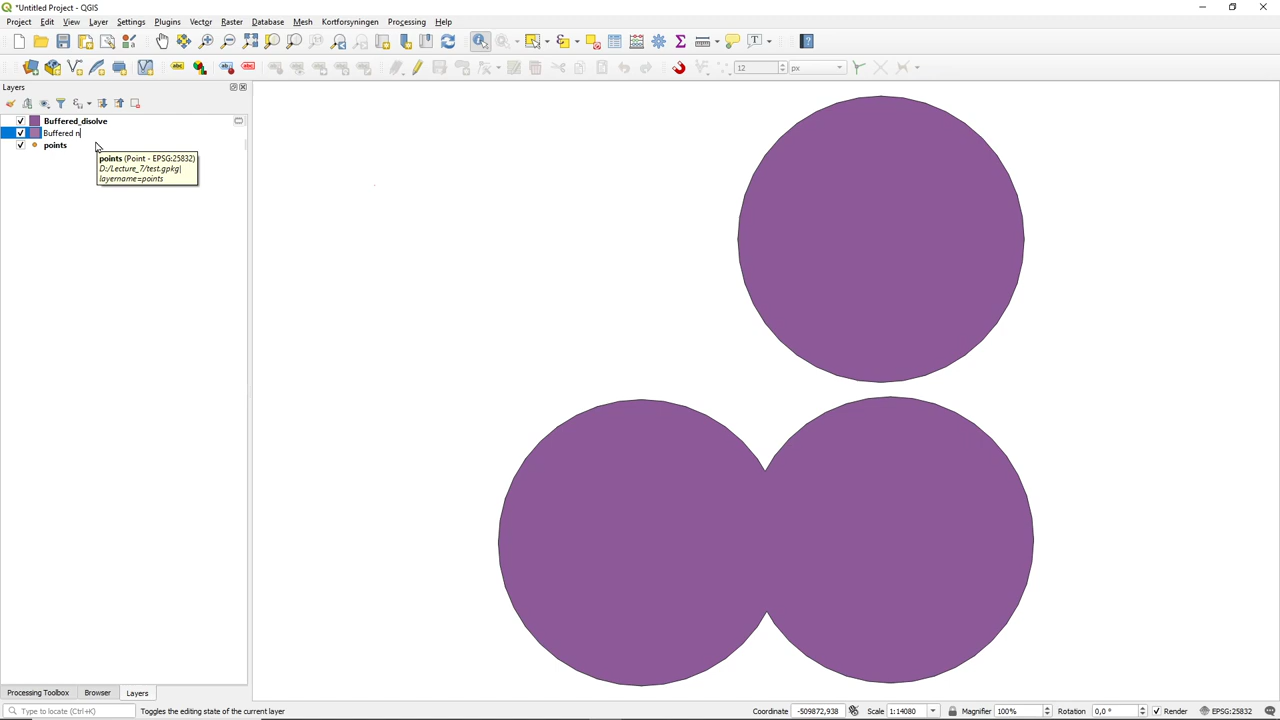 *Untitled Project - QGIS
Project Edit View Layer Settings Plugins Vector Raster Database Mesh Kortforsyningen Processing Help
12 px
Layers
Buffered_disolve
Buffered n
points
points (Point - EPSG:25832)
D:/Lecture_7/test.gpkg|
layername=points
Processing Toolbox Browser Layers
Type to locate (Ctrl+K) Toggles the editing state of the current layer Coordinate -509872,938 Scale 1:14080 Magnifier 100% Rotation 0,0 ° Render EPSG:25832